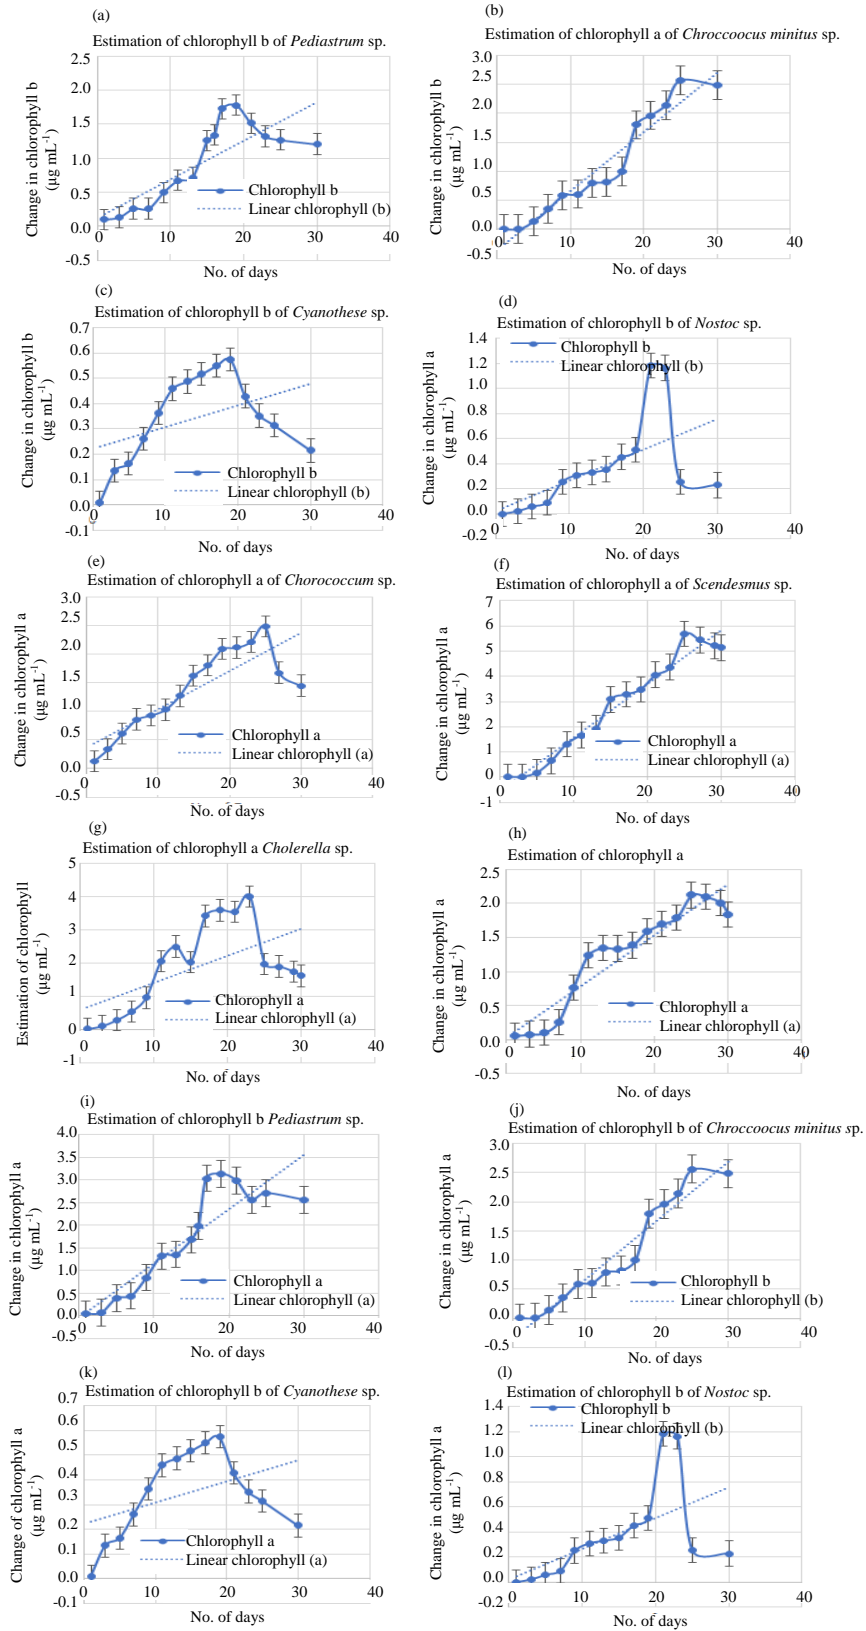 (a)
Estimation of chlorophyll b of Pediastrum sp.
Change in chlorophyll b
(µg mL-1)
2.5
2.0
1.5
1.0
0.5
0.0
-0.5
0 10 20 30 40
Chlorophyll b
Linear chlorophyll (b)
No. of days
(b)
Estimation of chlorophyll a of Chroccoocus minitus sp.
Change in chlorophyll b
(µg mL-1)
3.0
2.5
2.0
1.5
1.0
0.5
0.0
-0.5
0 10 20 30 40
No. of days
(c)
Estimation of chlorophyll b of Cyanothese sp.
Change in chlorophyll b
(µg mL-1)
0.7
0.6
0.5
0.4
0.3
0.2
0.1
0.0
-0.1
0 10 20 30 40
Chlorophyll b
Linear chlorophyll (b)
No. of days
(d)
Estimation of chlorophyll b of Nostoc sp.
Change in chlorophyll a
(µg mL-1)
1.4
1.2
1.0
0.8
0.6
0.4
0.2
0.0
-0.2
0 10 20 30 40
Chlorophyll b
Linear chlorophyll (b)
No. of days
(e)
Estimation of chlorophyll a of Chorococcum sp.
Change in chlorophyll a
(µg mL-1)
3.0
2.5
2.0
1.5
1.0
0.5
0.0
-0.5
0 10 20 30 40
Chlorophyll a
Linear chlorophyll (a)
No. of days
(f)
Estimation of chlorophyll a of Scendesmus sp.
Change in chlorophyll a
(µg mL-1)
7
6
5
4
3
2
1
0
-1
0 10 20 30 40
Chlorophyll a
Linear chlorophyll (a)
No. of days
(g)
Estimation of chlorophyll a Cholerella sp.
Estimation of chlorophyll
(µg mL-1)
5
4
3
2
1
0
-1
0 10 20 30 40
Chlorophyll a
Linear chlorophyll (a)
No. of days
(h)
Estimation of chlorophyll a
Change in chlorophyll a
(µg mL-1)
2.5
2.0
1.5
1.0
0.5
0.0
-0.5
0 10 20 30 40
Chlorophyll a
Linear chlorophyll (a)
No. of days
(i)
Estimation of chlorophyll b Pediastrum sp.
Change in chlorophyll a
(µg mL-1)
4.0
3.5
3.0
2.5
2.0
1.5
1.0
0.5
0.0
-0.5
0 10 20 30 40
Chlorophyll a
Linear chlorophyll (a)
No. of days
(j)
Estimation of chlorophyll b of Chroccoocus minitus sp.
Change in chlorophyll a
(µg mL-1)
3.0
2.5
2.0
1.5
1.0
0.5
0.0
-0.5
0 10 20 30 40
Chlorophyll b
Linear chlorophyll (b)
No. of days
(k)
Estimation of chlorophyll b of Cyanothese sp.
Change of chlorophyll a
(µg mL-1)
0.7
0.6
0.5
0.4
0.3
0.2
0.1
0.0
-0.1
0 10 20 30 40
Chlorophyll a
Linear chlorophyll (a)
No. of days
(l)
Estimation of chlorophyll b of Nostoc sp.
Change in chlorophyll a
(µg mL-1)
1.4
1.2
1.0
0.8
0.6
0.4
0.2
0.0
-0.2
0 10 20 30 40
Chlorophyll b
Linear chlorophyll (b)
No. of days